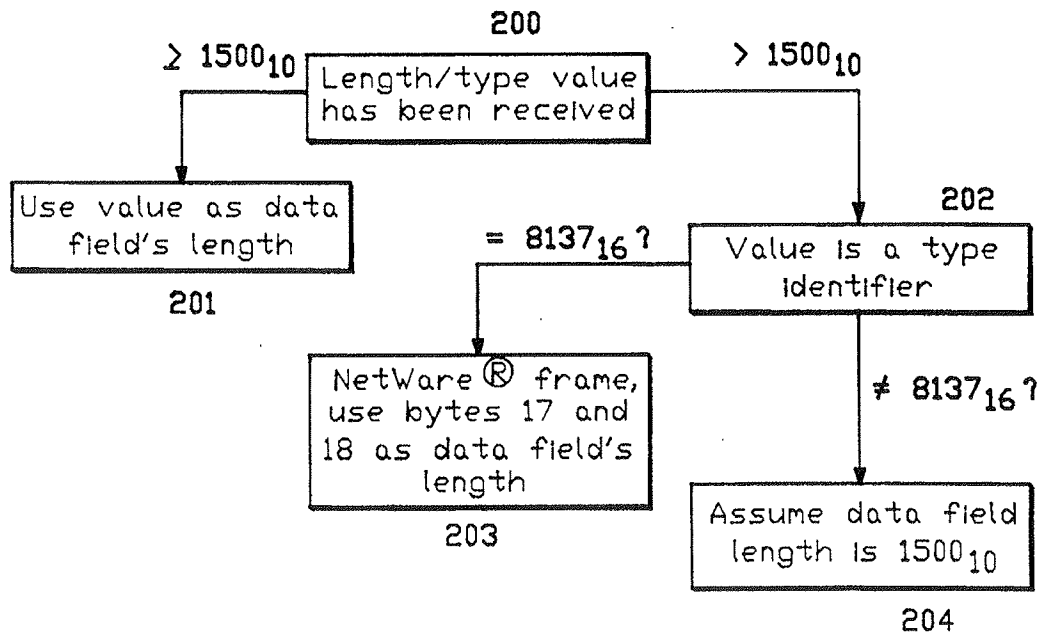 200
≥ 1500₁₀
> 1500₁₀
Length/type value
has been received
Use value as data
field's length
201
202
Value is a type
identifier
= 8137₁₆?
NetWare® frame,
use bytes 17 and
18 as data field's
length
203
≠ 8137₁₆?
Assume data field
length is 1500₁₀
204